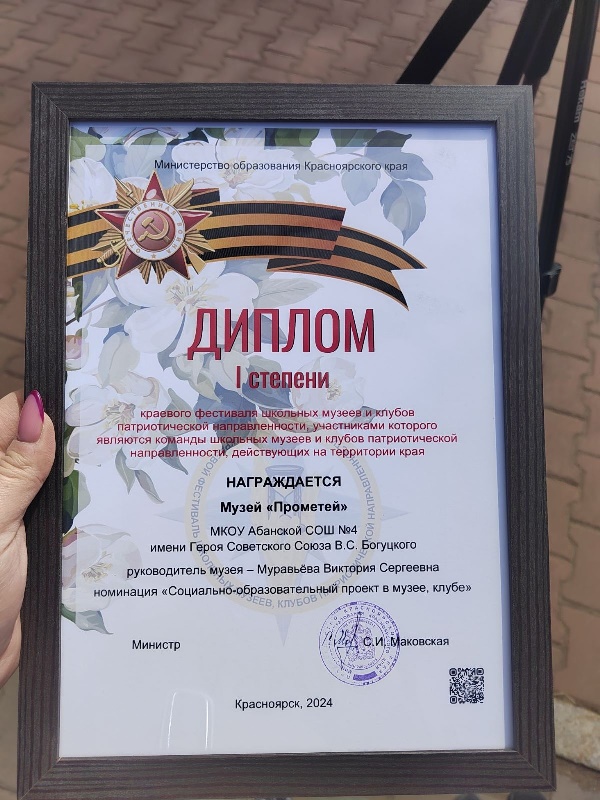 Министерство образования Красноярского края
ОТЕЧЕСТВЕННАЯ ВОЙНА
ДИПЛОМ
I степени
краевого фестиваля школьных музеев и клубов
патриотической направленности, участниками которого
являются команды школьных музеев и клубов патриотической
направленности, действующих на территории края
НАГРАЖДАЕТСЯ
Музей «Прометей»
МКОУ Абанской СОШ №4
имени Героя Советского Союза В.С. Богуцкого
руководитель музея – Муравьёва Виктория Сергеевна
номинация «Социально-образовательный проект в музее, клубе»
Министр
С.И. Маковская
Красноярск, 2024